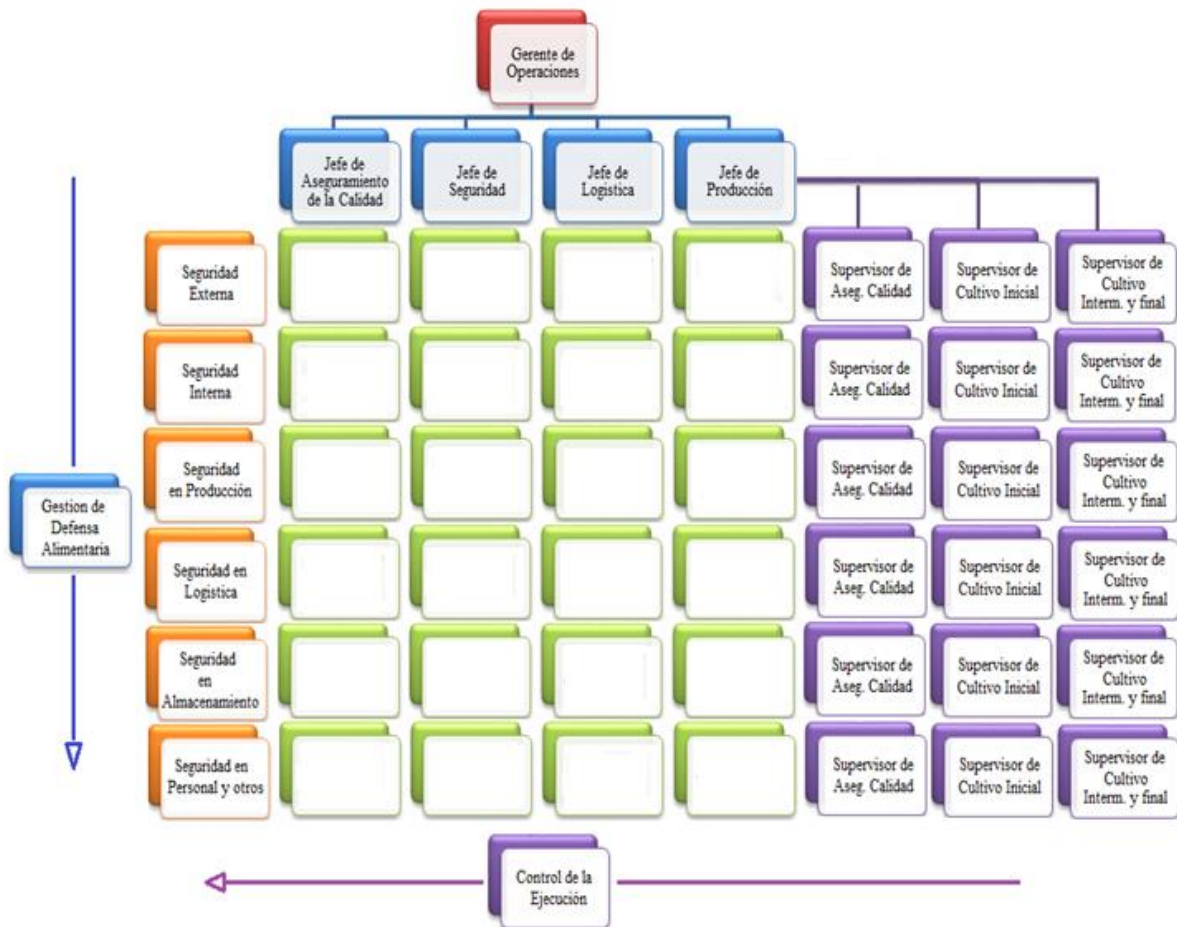 Gerente de
Operaciones
Jefe de
Aseguramiento
de la Calidad
Jefe de
Seguridad
Jefe de
Logistica
Jefe de
Producción
Seguridad
Externa
Supervisor de
Aseg. Calidad
Supervisor de
Cultivo Inicial
Supervisor de
Cultivo
Interm. y final
Seguridad
Interna
Supervisor de
Aseg. Calidad
Supervisor de
Cultivo Inicial
Supervisor de
Cultivo
Interm. y final
Seguridad
en Producción
Supervisor de
Aseg. Calidad
Supervisor de
Cultivo Inicial
Supervisor de
Cultivo
Interm. y final
Gestion de
Defensa
Alimentaria
Seguridad en
Logistica
Supervisor de
Aseg. Calidad
Supervisor de
Cultivo Inicial
Supervisor de
Cultivo
Interm. y final
Seguridad
en
Almacenamiento
Supervisor de
Aseg. Calidad
Supervisor de
Cultivo Inicial
Supervisor de
Cultivo
Interm. y final
Seguridad en
Personal y otros
Supervisor de
Aseg. Calidad
Supervisor de
Cultivo Inicial
Supervisor de
Cultivo
Interm. y final
Control de la
Ejecución